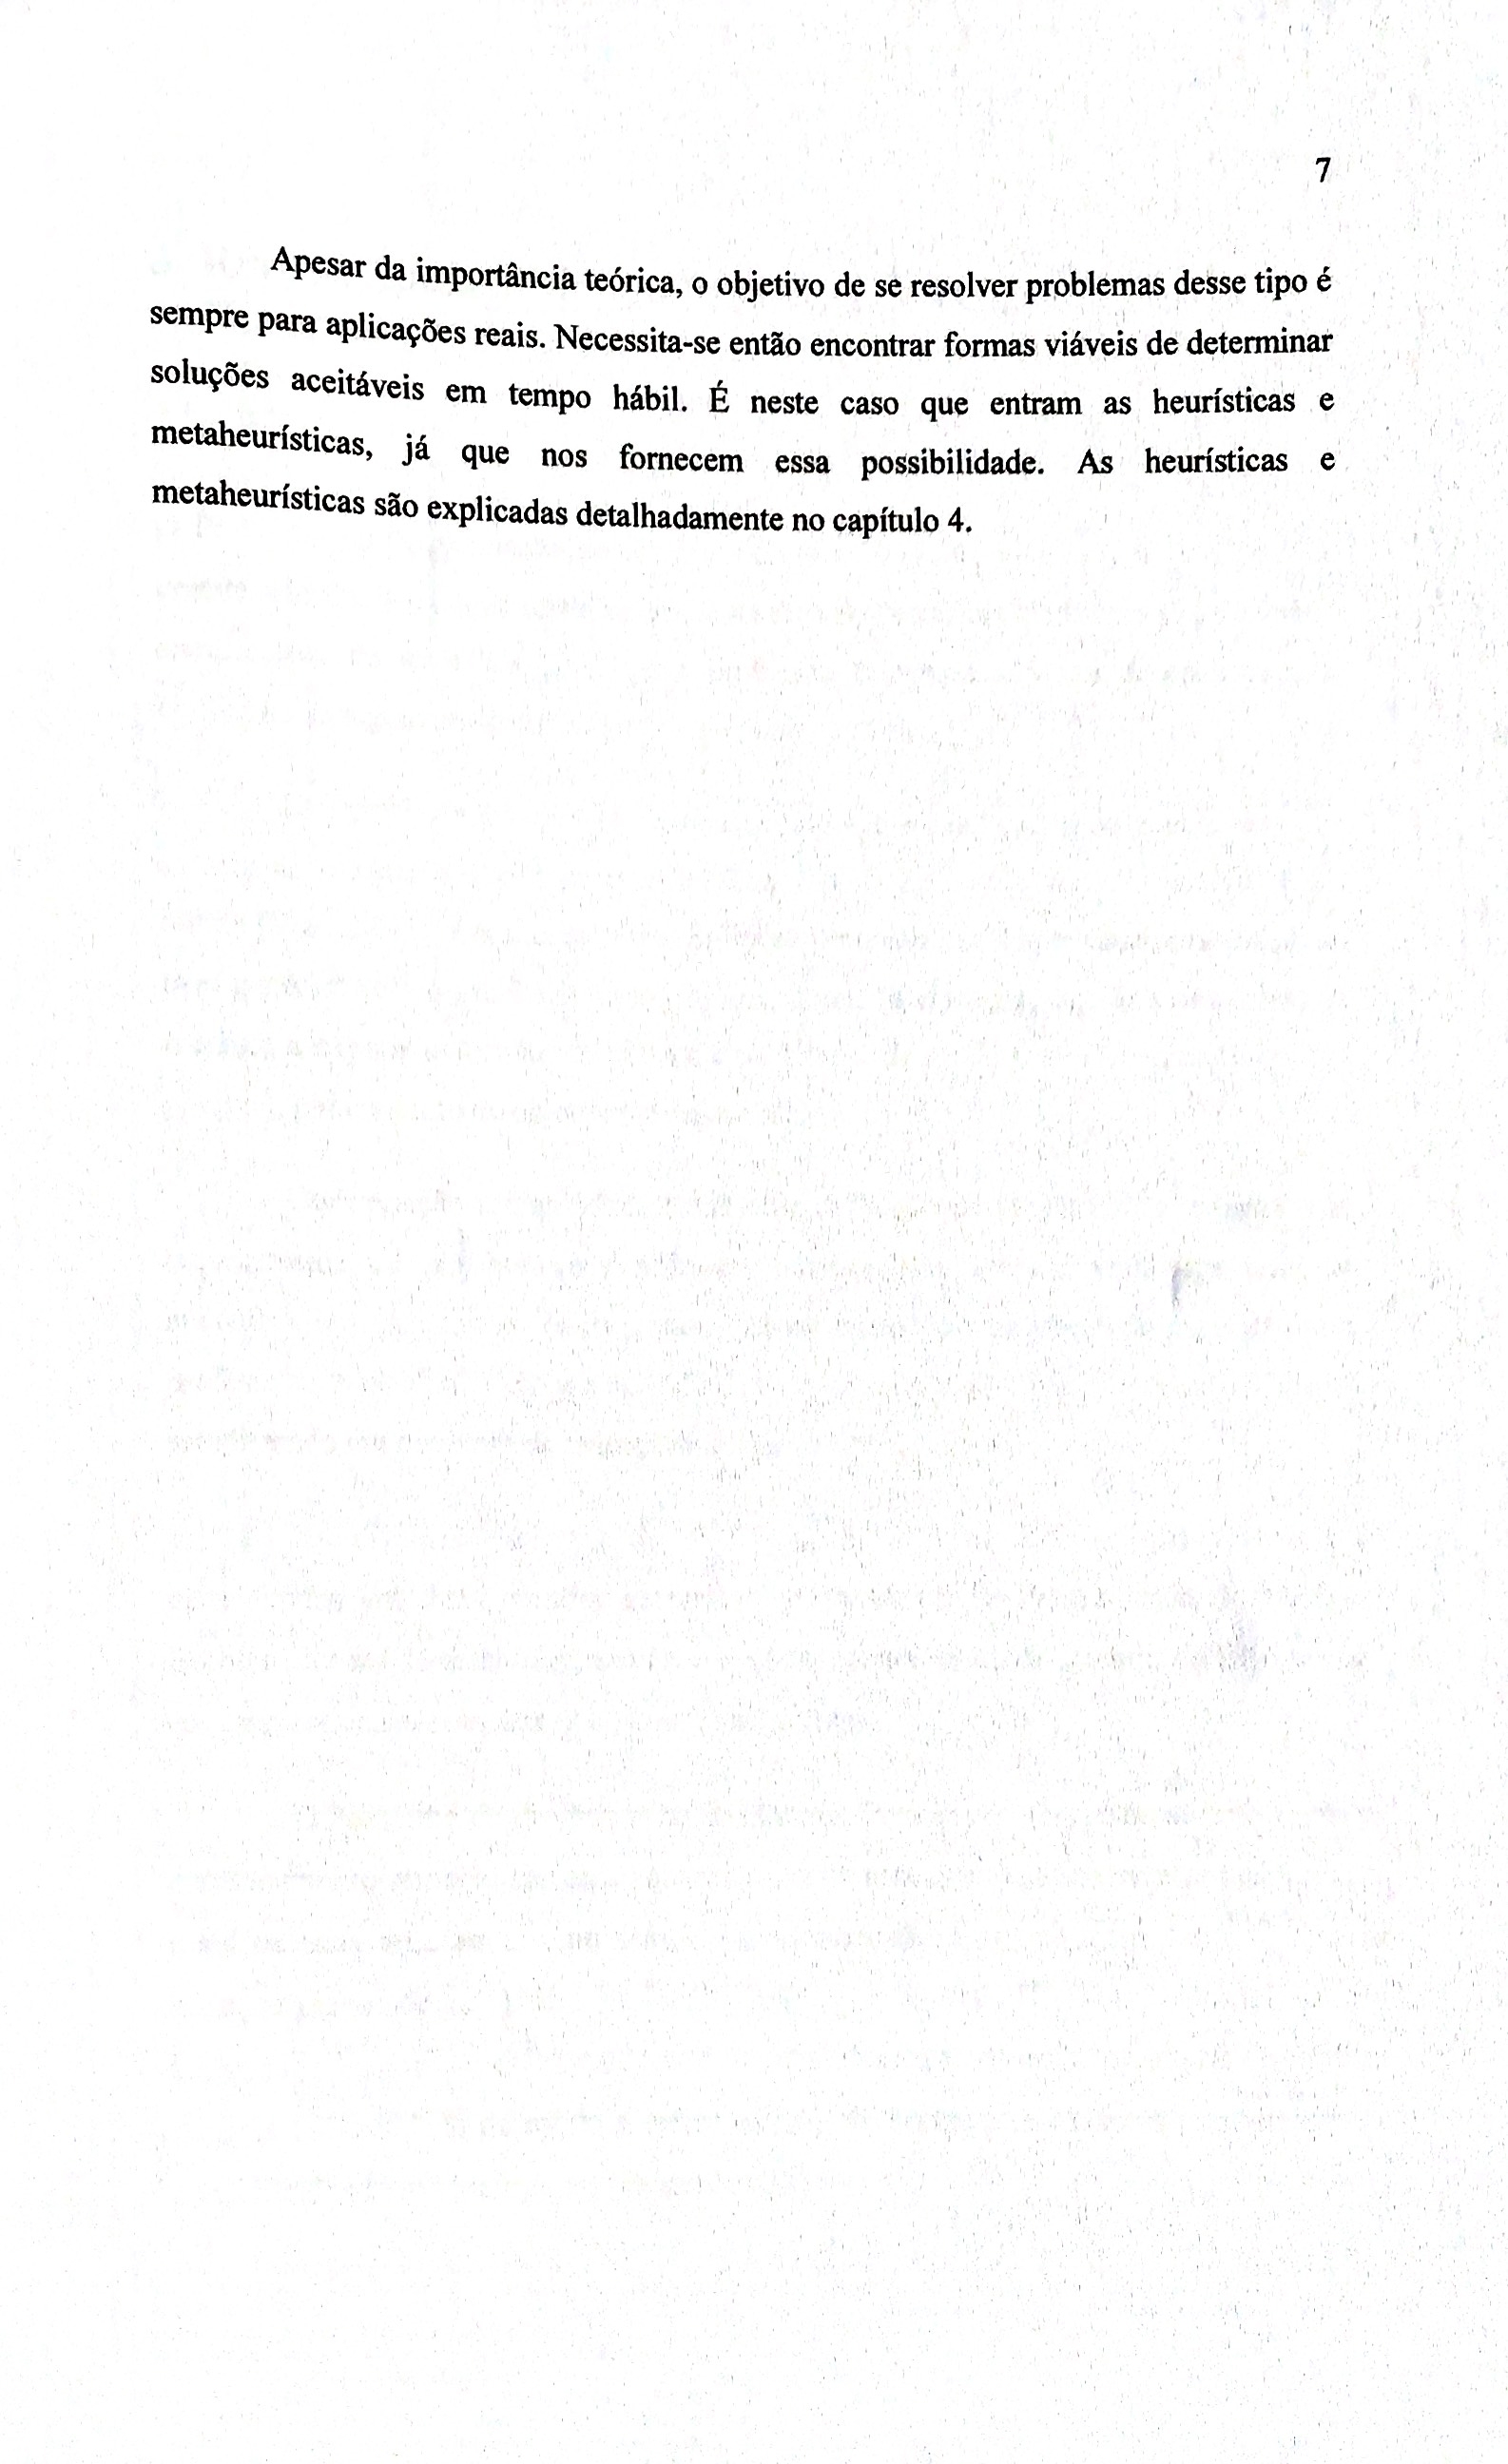 7
Apesar da importância teórica, o objetivo de se resolver problemas desse tipo é
sempre para aplicações reais. Necessita-se então encontrar formas viáveis de determinar
soluções aceitáveis em tempo hábil. É neste caso que entram as heurísticas e
metaheurísticas, já que nos fornecem essa possibilidade. As heurísticas e
metaheurísticas são explicadas detalhadamente no capítulo 4.